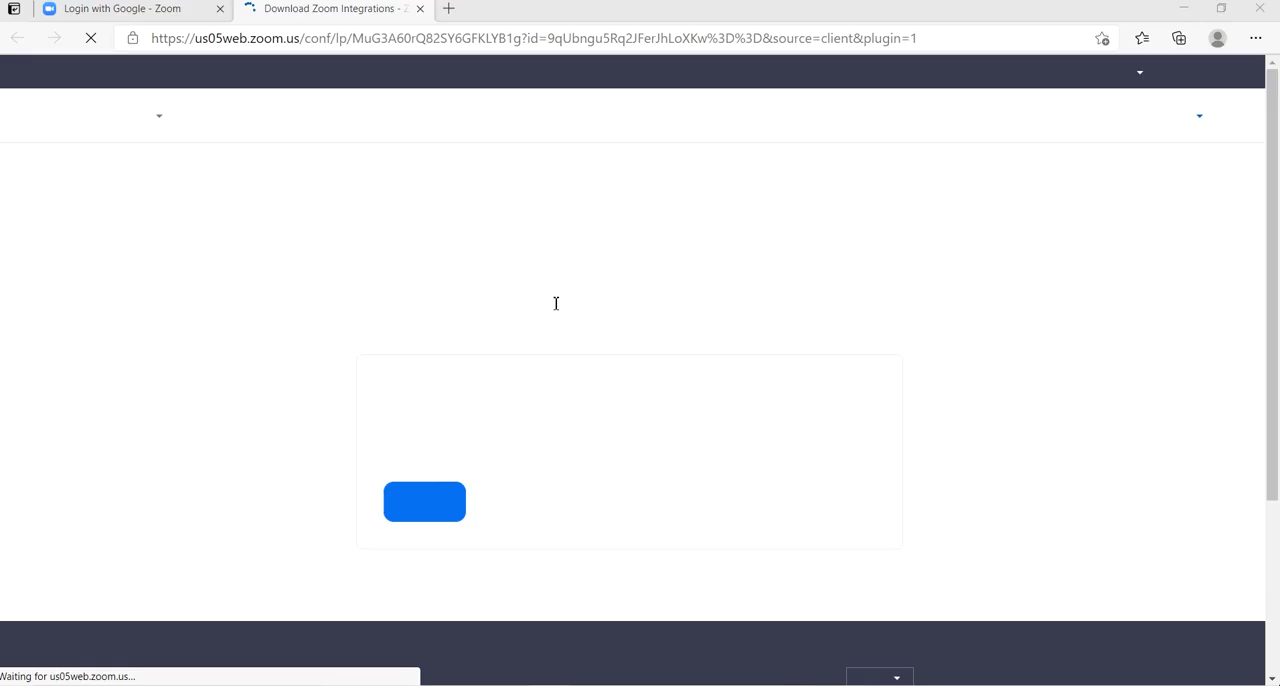 Login with Google - Zoom
Download Zoom Integrations - Z
https://us05web.zoom.us/conf/lp/MuG3A60rQ82SY6GFKLYB1g?id=9qUbngu5Rq2JFerJhLoXKw%3D%3D&source=client&plugin=1
Waiting for us05web.zoom.us...